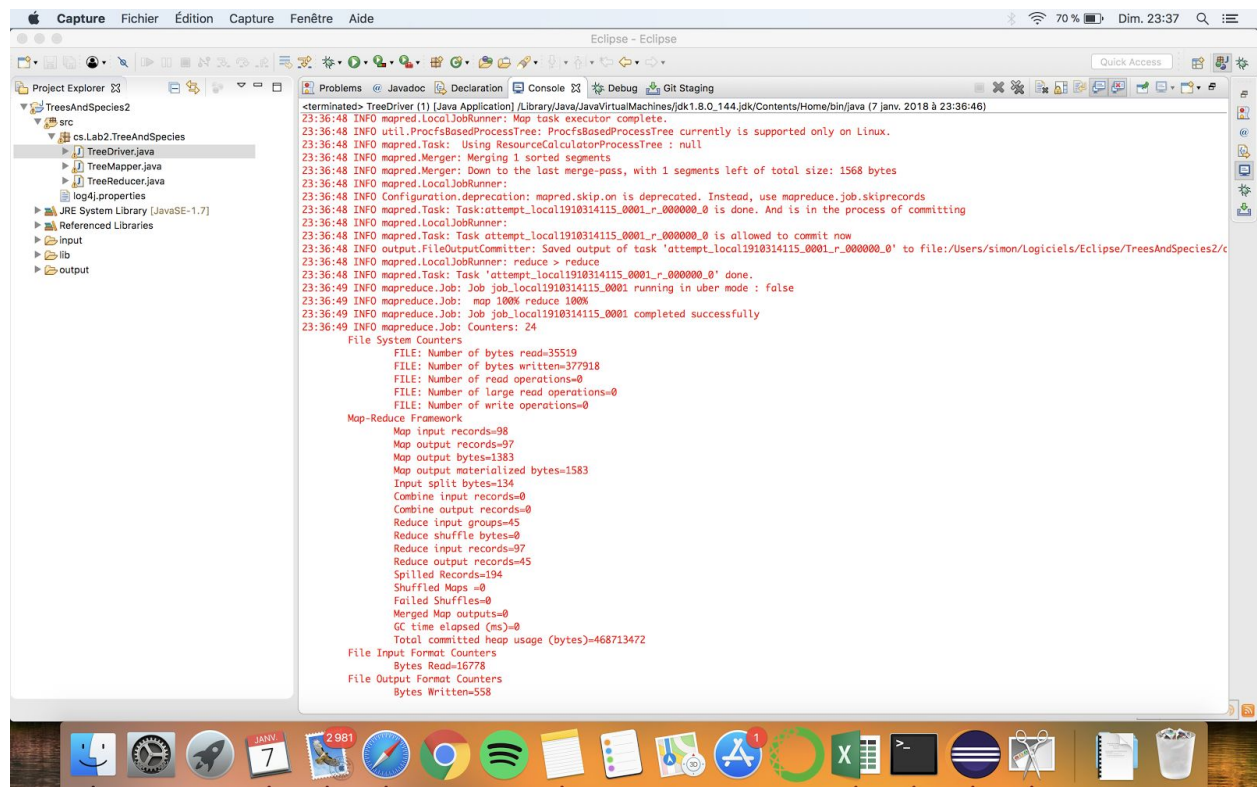 Capture Fichier Édition Capture Fenêtre Aide 70 % Dim. 23:37
Eclipse - Eclipse
Quick Access
Project Explorer
Problems @ Javadoc Declaration Console Debug Git Staging
<terminated> TreeDriver (1) [Java Application] /Library/Java/JavaVirtualMachines/jdk1.8.0_144.jdk/Contents/Home/bin/java (7 janv. 2018 à 23:36:46)
TreesAndSpecies2
src
cs.Lab2.TreeAndSpecies
TreeDriver.java
TreeMapper.java
TreeReducer.java
log4j.properties
JRE System Library [JavaSE-1.7]
Referenced Libraries
input
lib
output
23:36:48 INFO mapred.LocalJobRunner: Map task executor complete.
23:36:48 INFO util.ProcfsBasedProcessTree: ProcfsBasedProcessTree currently is supported only on Linux.
23:36:48 INFO mapred.Task:  Using ResourceCalculatorProcessTree : null
23:36:48 INFO mapred.Merger: Merging 1 sorted segments
23:36:48 INFO mapred.Merger: Down to the last merge-pass, with 1 segments left of total size: 1568 bytes
23:36:48 INFO mapred.LocalJobRunner:
23:36:48 INFO Configuration.deprecation: mapred.skip.on is deprecated. Instead, use mapreduce.job.skiprecords
23:36:48 INFO mapred.Task: Task:attempt_local1910314115_0001_r_000000_0 is done. And is in the process of committing
23:36:48 INFO mapred.LocalJobRunner:
23:36:48 INFO mapred.Task: Task attempt_local1910314115_0001_r_000000_0 is allowed to commit now
23:36:48 INFO output.FileOutputCommitter: Saved output of task 'attempt_local1910314115_0001_r_000000_0' to file:/Users/simon/Logiciels/Eclipse/TreesAndSpecies2/
23:36:48 INFO mapred.LocalJobRunner: reduce > reduce
23:36:48 INFO mapred.Task: Task 'attempt_local1910314115_0001_r_000000_0' done.
23:36:49 INFO mapreduce.Job: Job job_local1910314115_0001 running in uber mode : false
23:36:49 INFO mapreduce.Job:  map 100% reduce 100%
23:36:49 INFO mapreduce.Job: Job job_local1910314115_0001 completed successfully
23:36:49 INFO mapreduce.Job: Counters: 24
File System Counters
FILE: Number of bytes read=35519
FILE: Number of bytes written=377918
FILE: Number of read operations=0
FILE: Number of large read operations=0
FILE: Number of write operations=0
Map-Reduce Framework
Map input records=98
Map output records=97
Map output bytes=1383
Map output materialized bytes=1583
Input split bytes=134
Combine input records=0
Combine output records=0
Reduce input groups=45
Reduce shuffle bytes=0
Reduce input records=97
Reduce output records=45
Spilled Records=194
Shuffled Maps =0
Failed Shuffles=0
Merged Map outputs=0
GC time elapsed (ms)=0
Total committed heap usage (bytes)=468713472
File Input Format Counters
Bytes Read=16778
File Output Format Counters
Bytes Written=558
JANV.
7
2 981
3D
1
X
>_